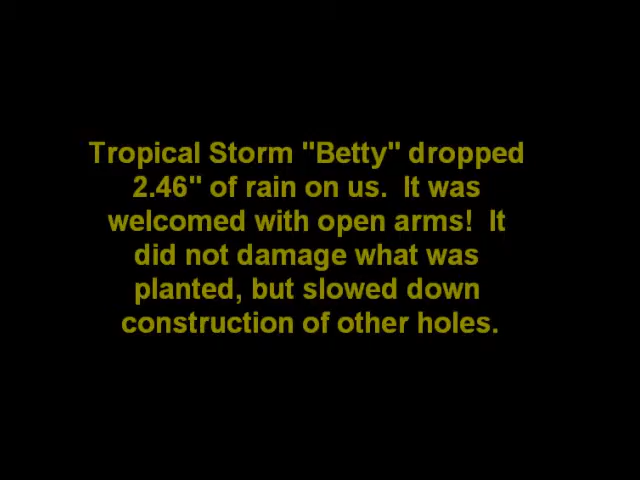 Tropical Storm "Betty" dropped
2.46" of rain on us.  It was
welcomed with open arms!  It
did not damage what was
planted, but slowed down
construction of other holes.